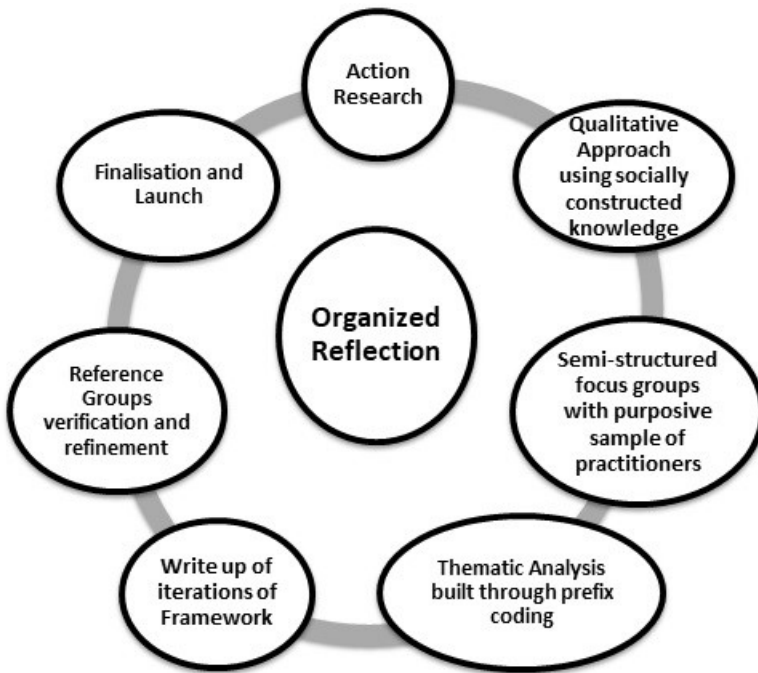 Action
Research
Qualitative
Approach
using socially
constructed
knowledge
Semi-structured
focus groups
with purposive
sample of
practitioners
Thematic Analysis
built through prefix
coding
Write up of
iterations of
Framework
Reference
Groups
verification and
refinement
Finalisation and
Launch
Organized
Reflection